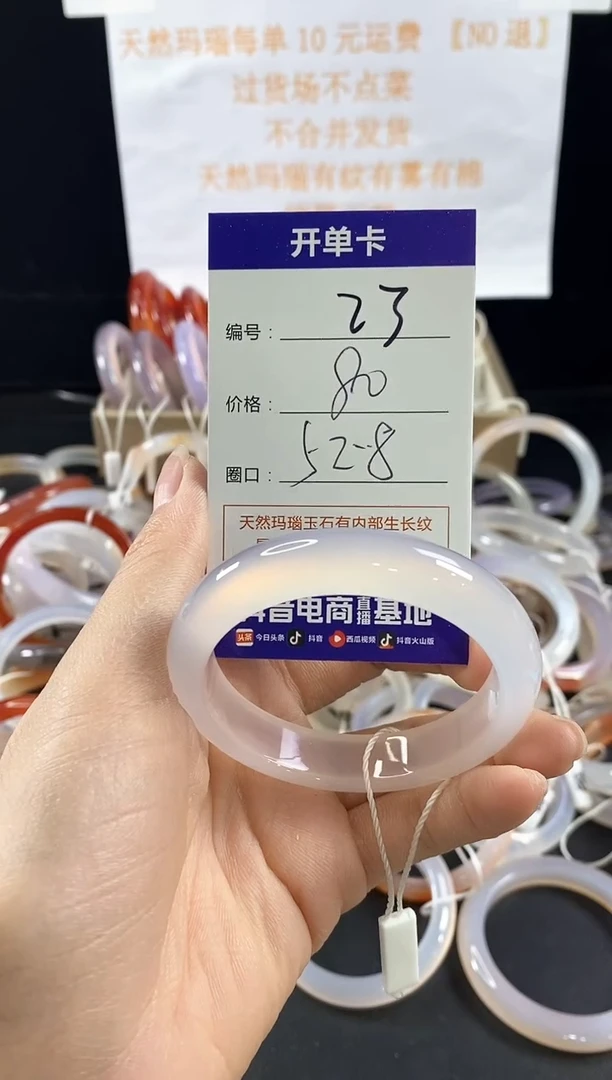 天然玛瑙每单10元运费 【NO退】
过货场不点菜
不合并发货
天然玛瑙有纹有雾有棉
开单卡
编号：23
价格：80
圈口：52-8
天然玛瑙玉石有内部生长纹
抖音电商直播基地
头条 今日头条 抖音 西瓜视频 抖音火山版